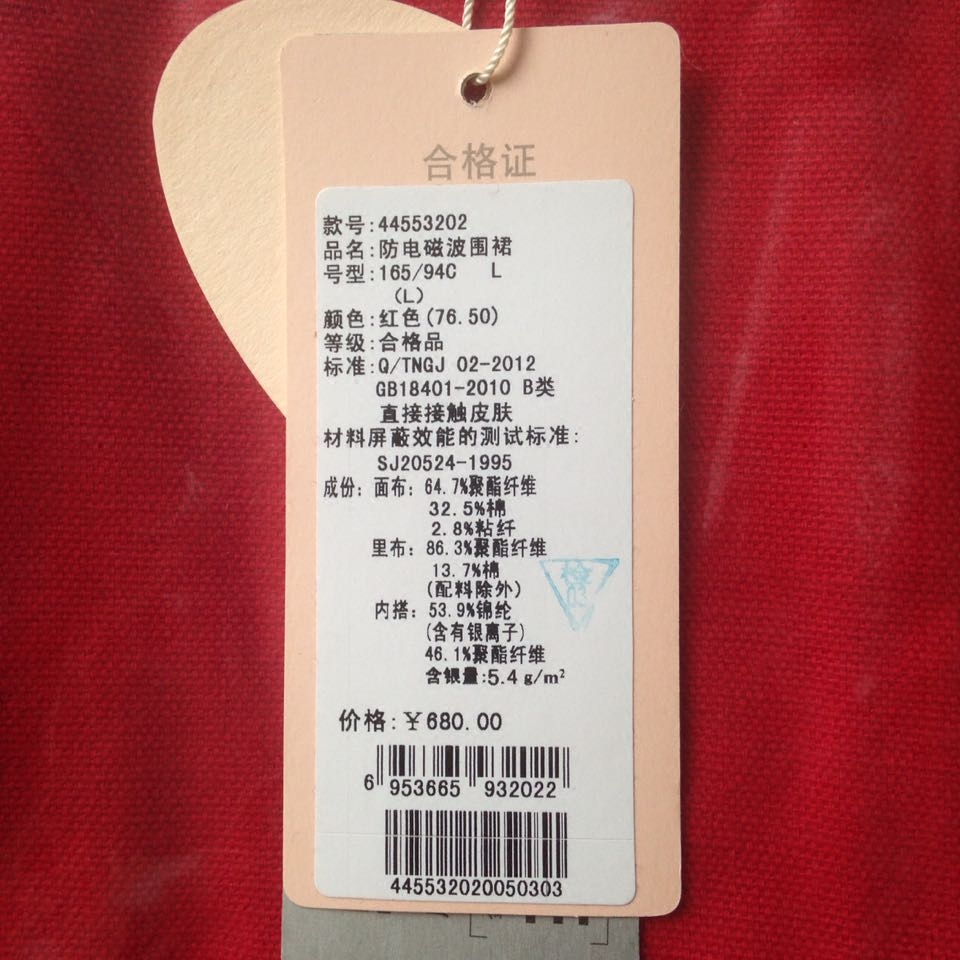 合格证
款号:44553202
品名:防电磁波围裙
号型:165/94C L
(L)
颜色:红色(76.50)
等级:合格品
标准:Q/TNGJ 02-2012
GB18401-2010 B类
直接接触皮肤
材料屏蔽效能的测试标准:
SJ20524-1995
成份: 面布: 64.7%聚酯纤维
32.5%棉
2.8%粘纤
里布: 86.3%聚酯纤维
13.7%棉
(配料除外)
检
03
内搭: 53.9%锦纶
(含有银离子)
46.1%聚酯纤维
含银量:5.4g/m²
价格:￥680.00
6 953665 932022
445532020050303